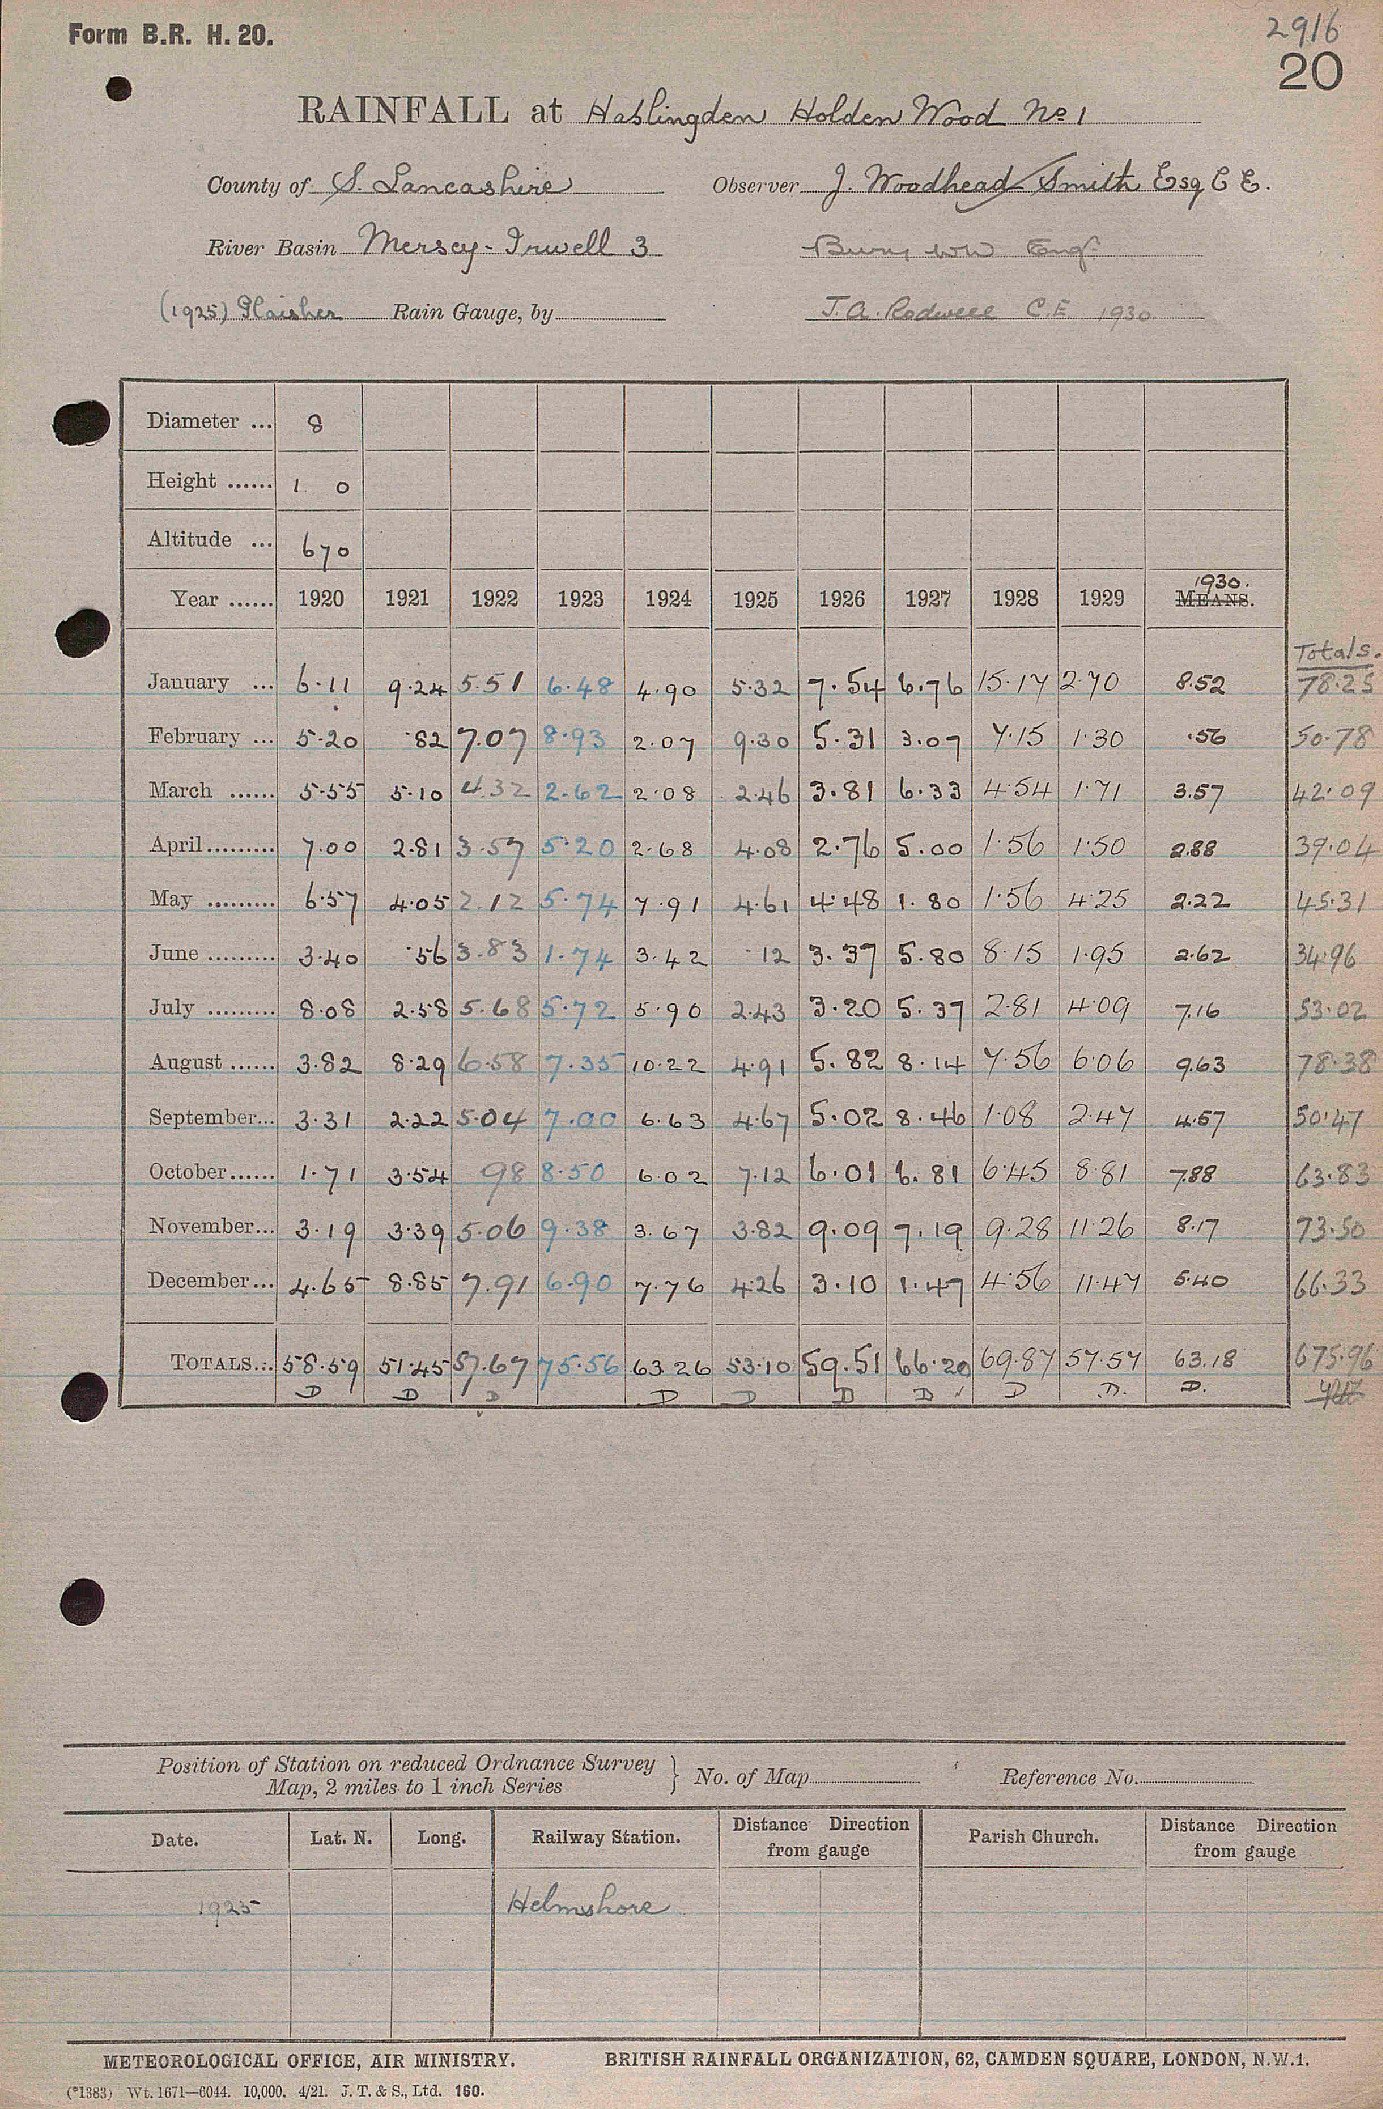 Form B.R. H. 20.
2916
20
RAINFALL at Haslingden Holden Wood No 1
County of S. Lancashire Observer J. Woodhead Smith Esq C E.
River Basin Mersey - Irwell 3 Bury WW Engr
(1925) Glaisher Rain Gauge, by J. A. Rodwell C.E 1930
Diameter ... 8
Height ...... 1 0
Altitude ... 670
1930.
Year ...... 1920 1921 1922 1923 1924 1925 1926 1927 1928 1929 MEANS.
Totals.
January ... 6.11 9.24 5.51 6.48 4.90 5.32 7.54 6.76 15.17 2.70 8.52 78.25
February ... 5.20 .82 7.07 8.93 2.07 9.30 5.31 3.07 7.15 1.30 .56 50.78
March ...... 5.55 5.10 4.32 2.62 2.08 2.46 3.81 6.33 4.54 1.71 3.57 42.09
April......... 7.00 2.81 3.57 5.20 2.68 4.08 2.76 5.00 1.56 1.50 2.88 39.04
May ......... 6.57 4.05 2.12 5.74 7.91 4.61 4.48 1.80 1.56 4.25 2.22 45.31
June ......... 3.40 .56 3.83 1.74 3.42 .12 3.37 5.80 8.15 1.95 2.62 34.96
July ......... 8.08 2.58 5.68 5.72 5.90 2.43 3.20 5.37 2.81 4.09 7.16 53.02
August ...... 3.82 8.29 6.58 7.35 10.22 4.91 5.82 8.14 7.56 6.06 9.63 78.38
September... 3.31 2.22 5.04 7.00 6.63 4.67 5.02 8.46 1.08 2.47 4.57 50.47
October...... 1.71 3.54 98 8.50 6.02 7.12 6.01 6.81 6.45 8.81 7.88 63.83
November... 3.19 3.39 5.06 9.38 3.67 3.82 9.09 7.19 9.28 11.26 8.17 73.50
December... 4.65 8.85 7.91 6.90 7.76 4.26 3.10 1.47 4.56 11.47 5.40 66.33
TOTALS... 58.59 51.45 57.67 75.56 63.26 53.10 59.51 66.20 69.87 57.57 63.18 675.96
D D D D D D D D D. D.
Position of Station on reduced Ordnance Survey
Map, 2 miles to 1 inch Series } No. of Map Reference No.
Date. Lat. N. Long. Railway Station. Distance Direction from gauge Parish Church. Distance Direction from gauge
1925 Helmshore
METEOROLOGICAL OFFICE, AIR MINISTRY. BRITISH RAINFALL ORGANIZATION, 62, CAMDEN SQUARE, LONDON, N.W.1.
(*1383) Wt. 1671—6044. 10,000. 4/21. J. T. & S., Ltd. 160.